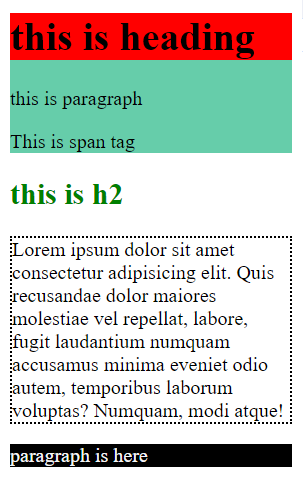 this is heading
this is paragraph
This is span tag
this is h2
Lorem ipsum dolor sit amet
consectetur adipisicing elit. Quis
recusandae dolor maiores
molestiae vel repellat, labore,
fugit laudantium numquam
accusamus minima eveniet odio
autem, temporibus laborum
voluptas? Numquam, modi atque!
paragraph is here